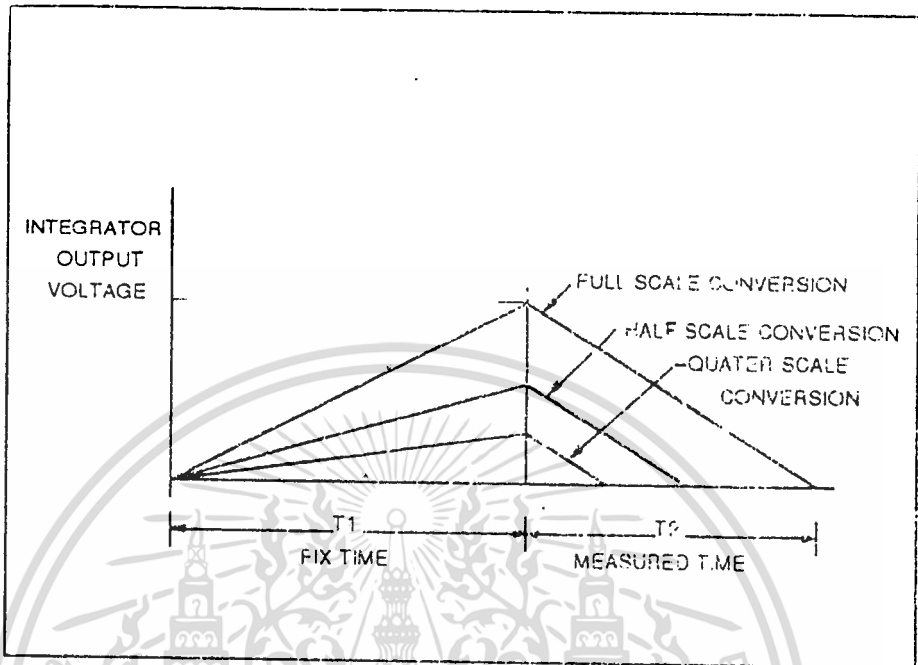 INTEGRATOR
OUTPUT
VOLTAGE
FULL SCALE CONVERSION
HALF SCALE CONVERSION
QUATER SCALE
CONVERSION
T1
T2
FIX TIME
MEASURED TIME